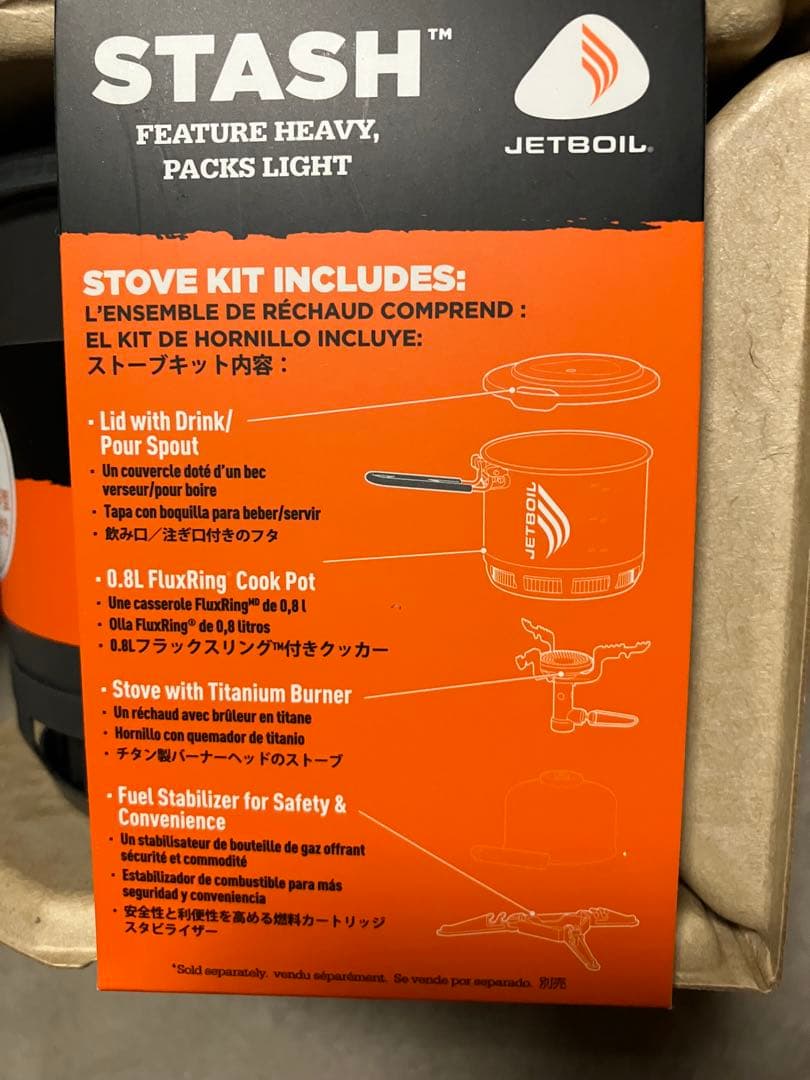 STASH™
FEATURE HEAVY,
PACKS LIGHT
JETBOIL®
STOVE KIT INCLUDES:
L'ENSEMBLE DE RÉCHAUD COMPREND :
EL KIT DE HORNILLO INCLUYE:
ストーブキット内容：
· Lid with Drink/
Pour Spout
· Un couvercle doté d'un bec
verseur/pour boire
· Tapa con boquilla para beber/servir
· 飲み口／注ぎ口付きのフタ
JETBOIL
· 0.8L FluxRing® Cook Pot
· Une casserole FluxRingMD de 0,8 l
· Olla FluxRing® de 0,8 litros
· 0.8Lフラックスリング™付きクッカー
· Stove with Titanium Burner
· Un réchaud avec brûleur en titane
· Hornillo con quemador de titanio
· チタン製バーナーヘッドのストーブ
· Fuel Stabilizer for Safety &
Convenience
· Un stabilisateur de bouteille de gaz offrant
sécurité et commodité
· Estabilizador de combustible para más
seguridad y conveniencia
· 安全性と利便性を高める燃料カートリッジ
スタビライザー
*Sold separately. vendu séparément. Se vende por separado. 別売